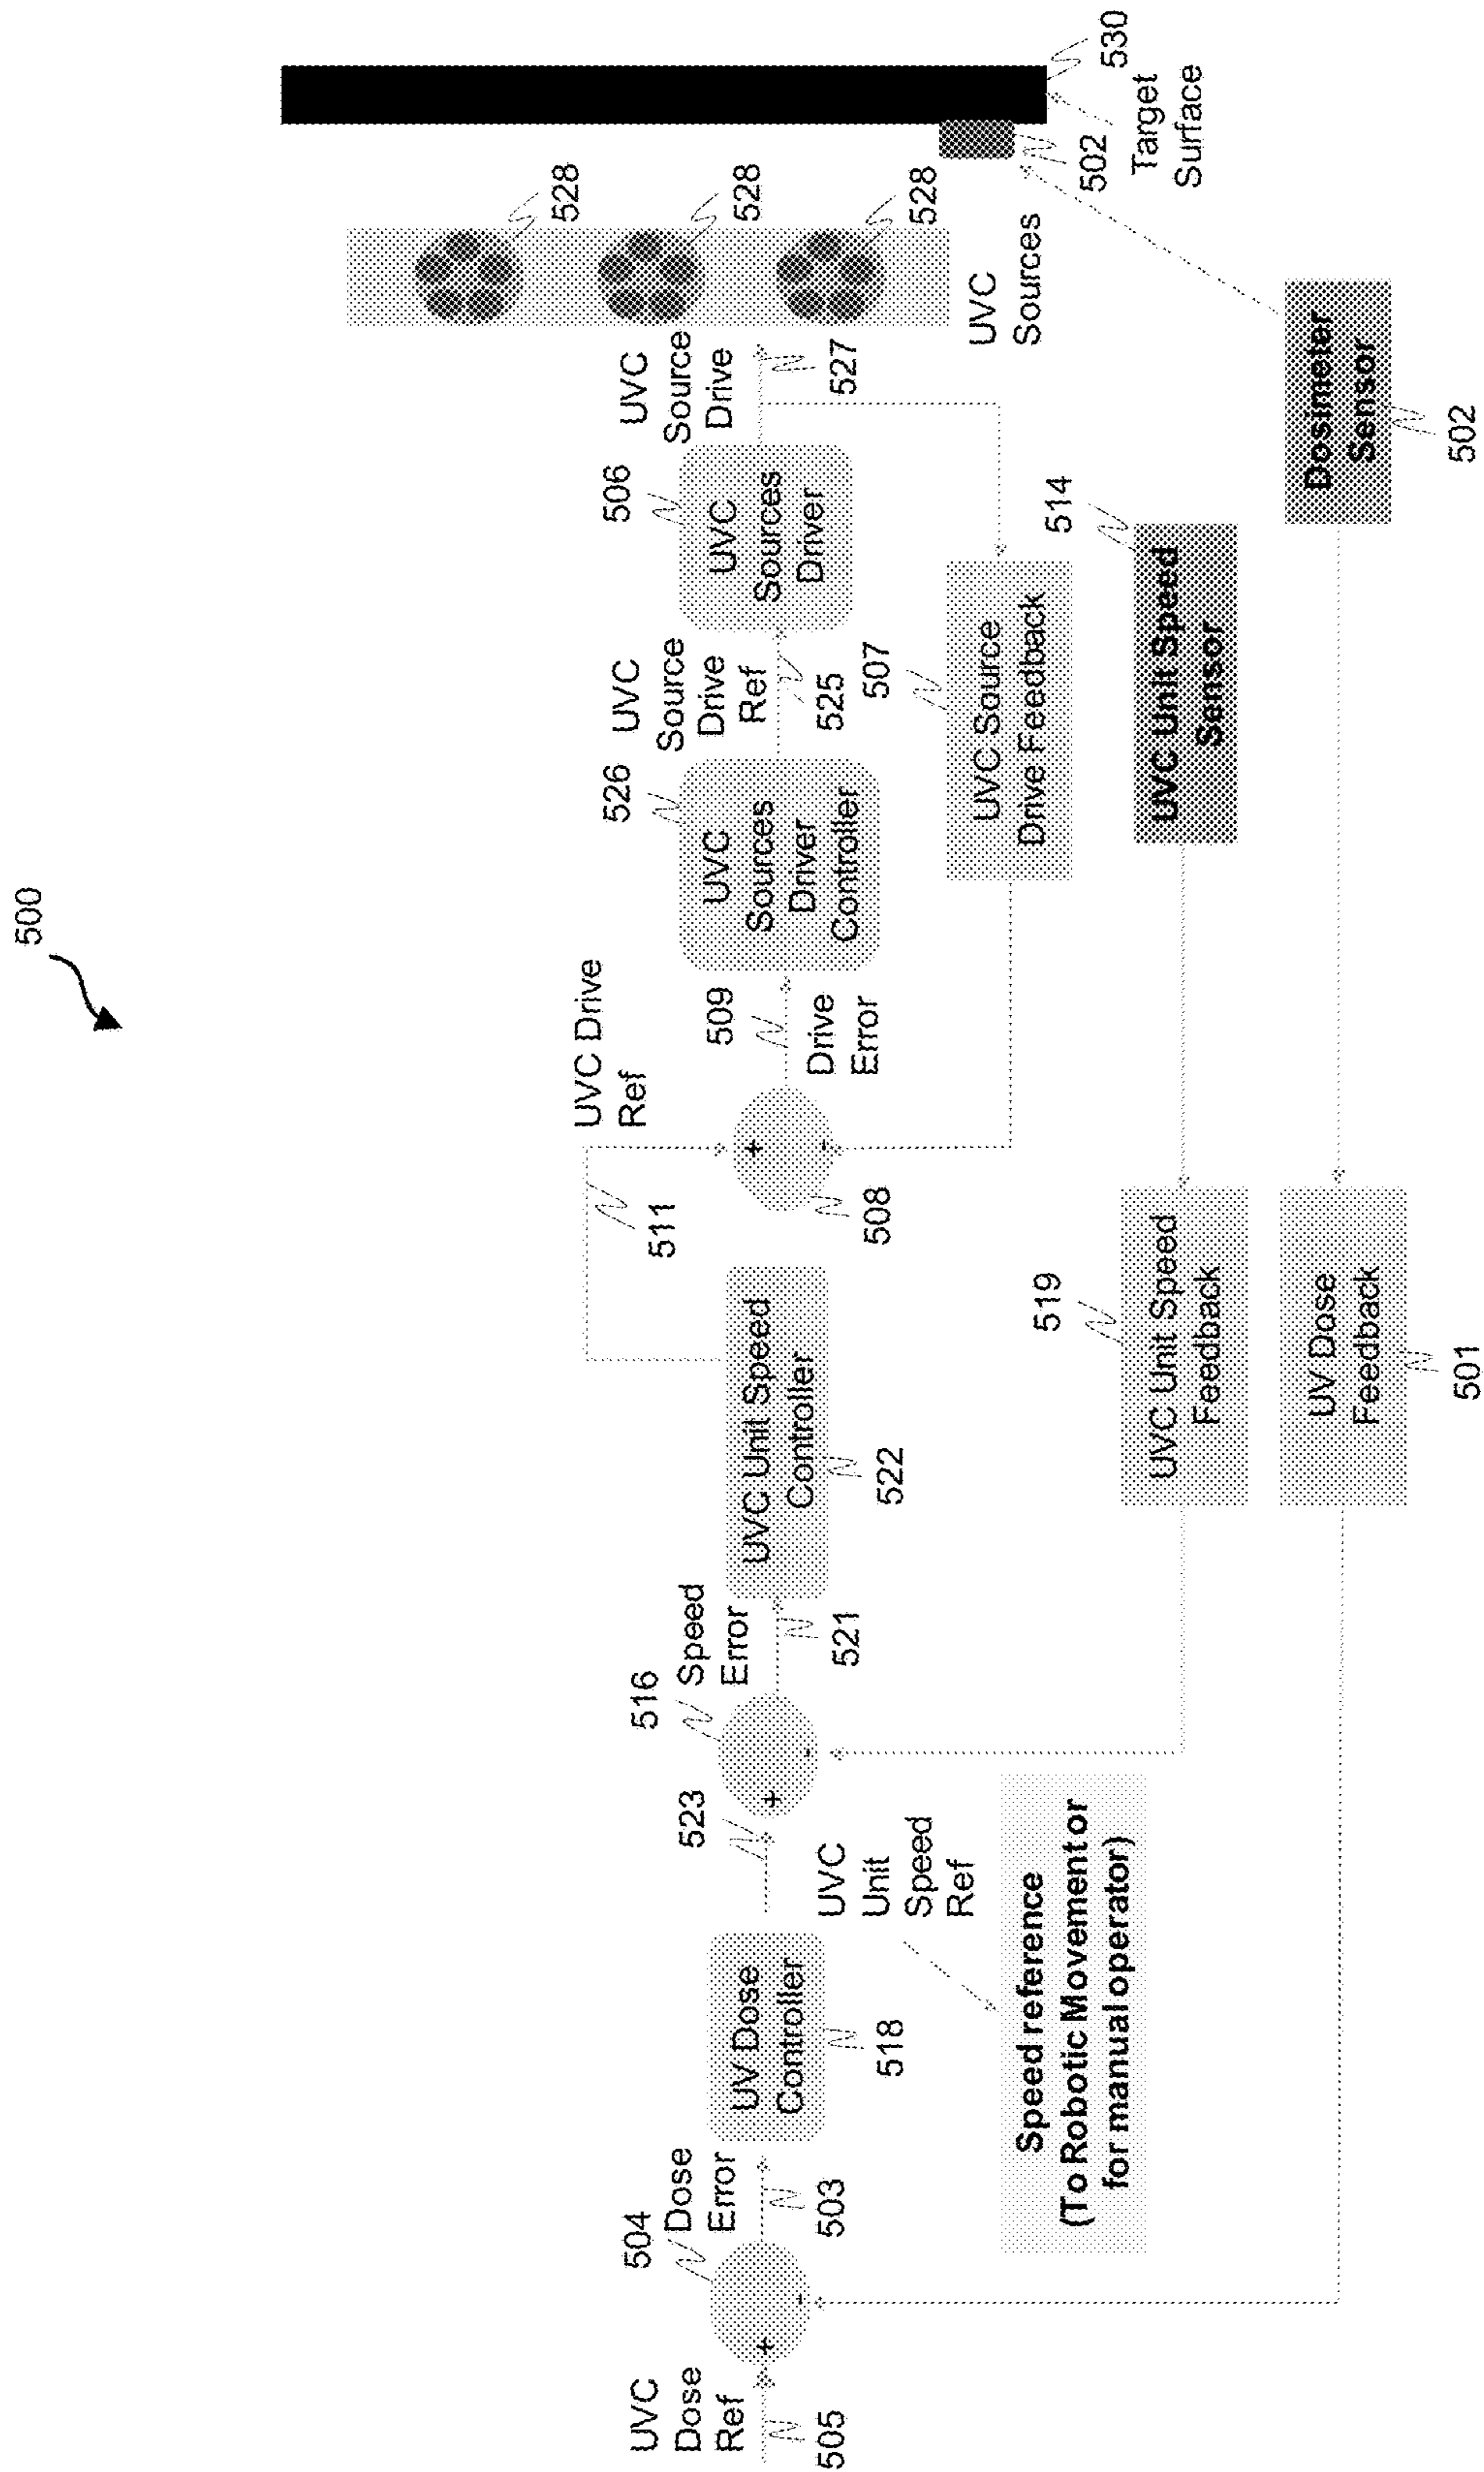 500
UVC
Dose
Ref
505
504
Dose
Error
503
+
-
UV Dose
Controller
518
523
UVC
Unit
Speed
Ref
Speed reference
(To Robotic Movement or
for manual operator)
516
+
-
Speed
Error
521
UVC Unit Speed
Controller
522
511
UVC Drive
Ref
+
-
508
509
Drive
Error
526
UVC
Sources
Driver
Controller
UVC
Source
Drive
Ref
525
506
UVC
Sources
Driver
UVC
Source
Drive
527
528
528
528
UVC
Sources
507
UVC Source
Drive Feedback
514
UVC Unit Speed
Sensor
519
UVC Unit Speed
Feedback
UV Dose
Feedback
501
Dosimeter
Sensor
502
502
Target
Surface
530